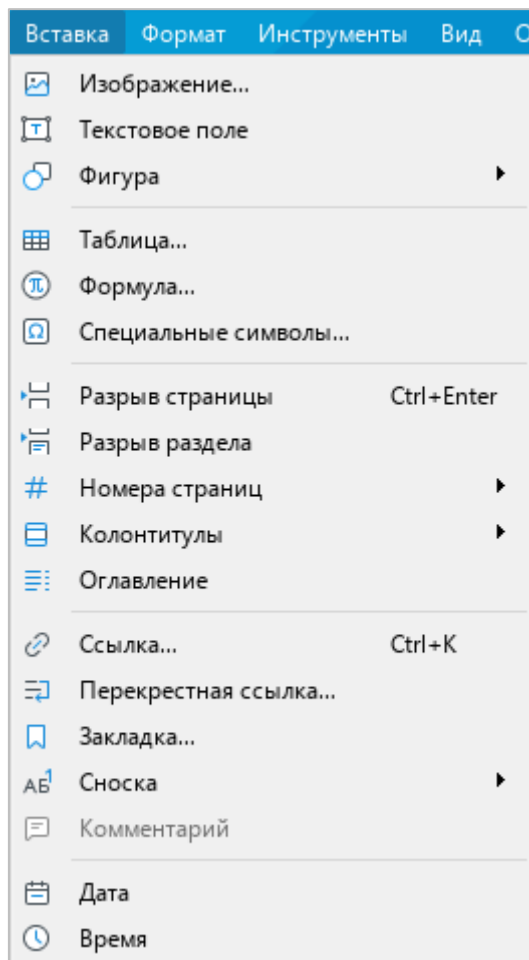 Вставка Формат Инструменты Вид
Изображение...
Текстовое поле
Фигура
Таблица...
Формула...
Специальные символы...
Разрыв страницы Ctrl+Enter
Разрыв раздела
Номера страниц
Колонтитулы
Оглавление
Ссылка... Ctrl+K
Перекрестная ссылка...
Закладка...
Сноска
Комментарий
Дата
Время